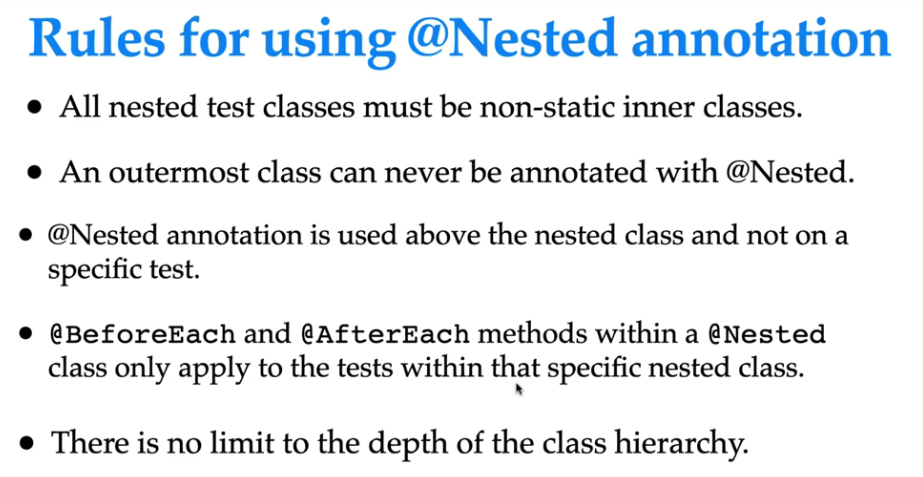 Rules for using @Nested annotation
• All nested test classes must be non-static inner classes.
• An outermost class can never be annotated with @Nested.
• @Nested annotation is used above the nested class and not on a
specific test.
• @BeforeEach and @AfterEach methods within a @Nested
class only apply to the tests within that specific nested class.
• There is no limit to the depth of the class hierarchy.